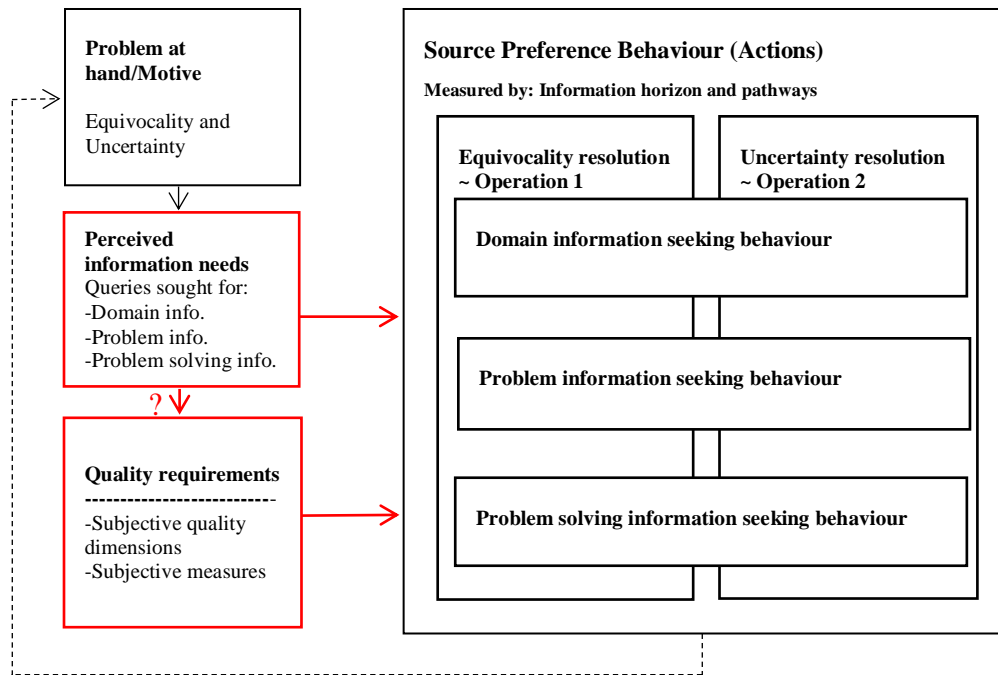 Problem at
hand/Motive
Equivocality and
Uncertainty
Perceived
information needs
Queries sought for:
-Domain info.
-Problem info.
-Problem solving info.
?
Quality requirements
-Subjective quality
dimensions
-Subjective measures
Source Preference Behaviour (Actions)
Measured by: Information horizon and pathways
Equivocality resolution
~ Operation 1
Uncertainty resolution
~ Operation 2
Domain information seeking behaviour
Problem information seeking behaviour
Problem solving information seeking behaviour